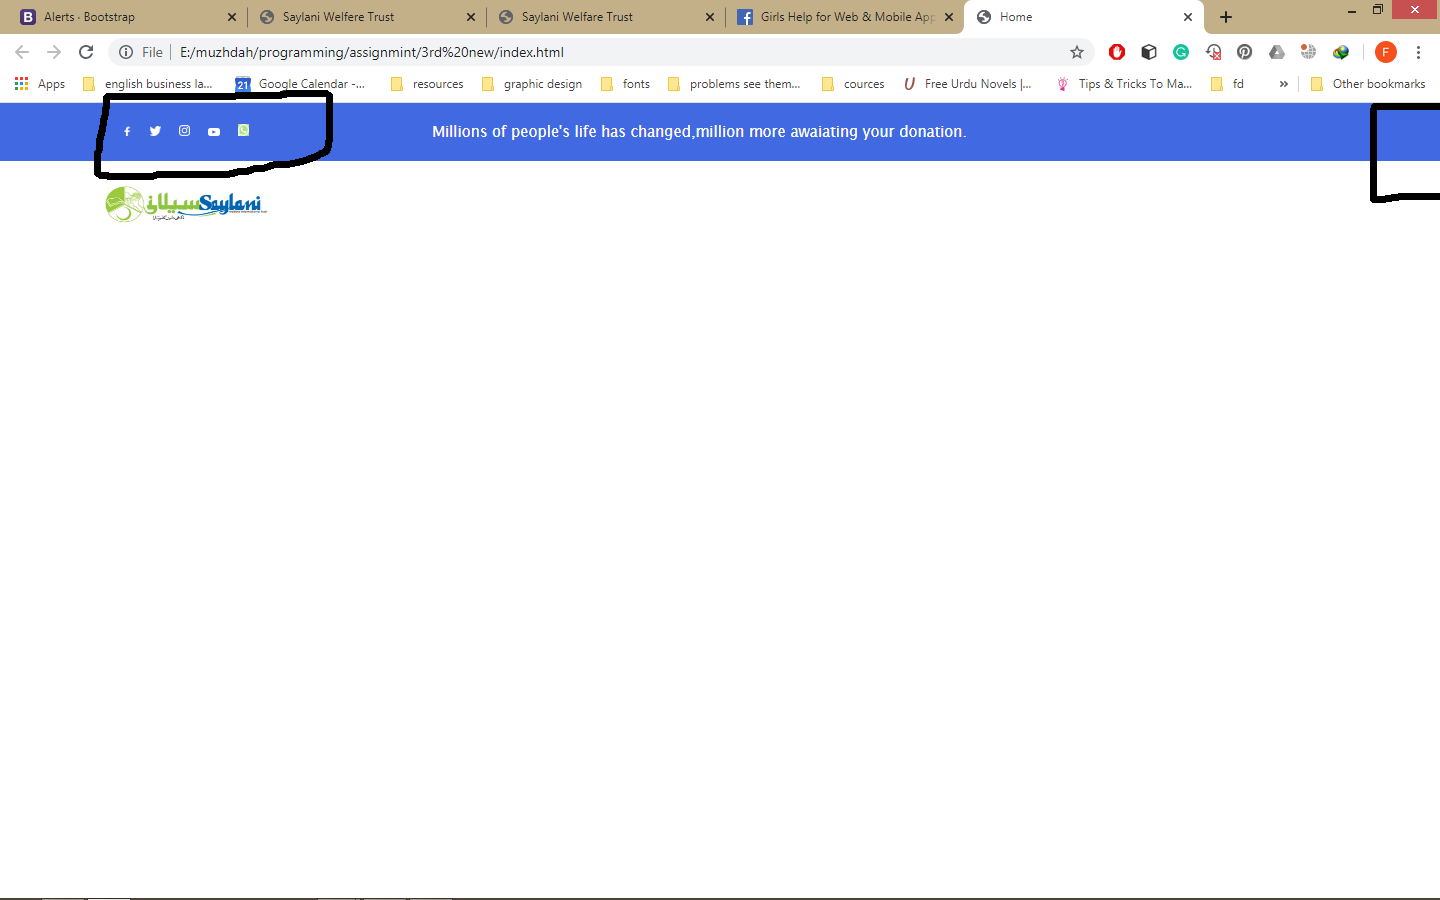 Alerts · Bootstrap
Saylani Welfere Trust
Saylani Welfare Trust
Girls Help for Web & Mobile App
Home
File
E:/muzhdah/programming/assignmint/3rd%20new/index.html
F
Apps
english business la...
21
Google Calendar -...
resources
graphic design
fonts
problems see them...
cources
Free Urdu Novels |...
Tips & Tricks To Ma...
fd
»
Other bookmarks
Millions of people's life has changed,million more awaiating your donation.
سیلانی Saylani